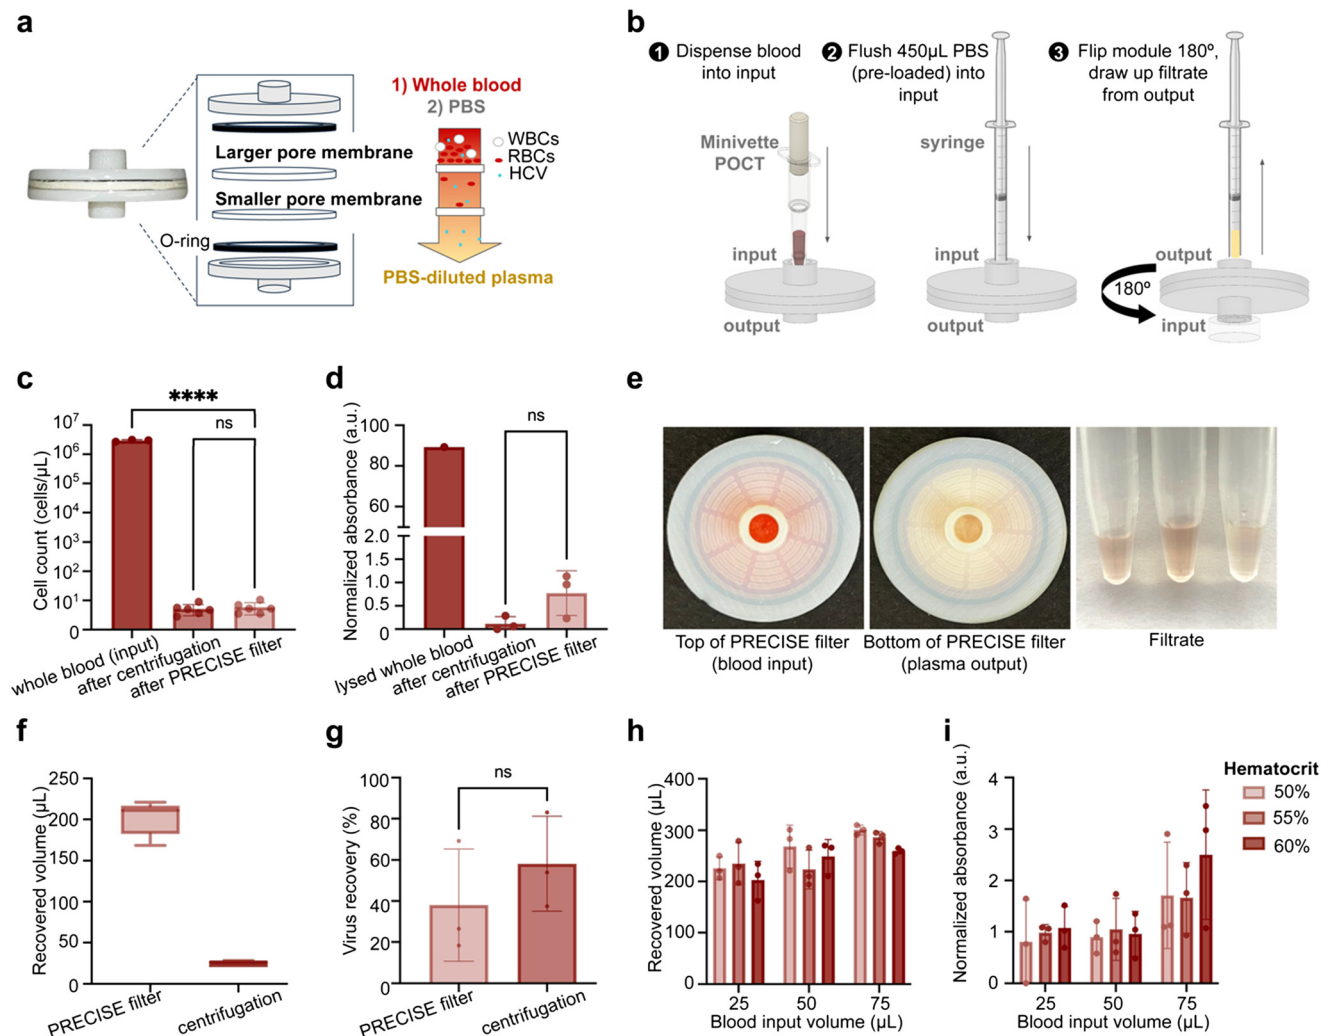 a
1) Whole blood
2) PBS
WBCs
RBCs
HCV
Larger pore membrane
Smaller pore membrane
O-ring
PBS-diluted plasma
b
1 Dispense blood
into input
2 Flush 450µL PBS
(pre-loaded) into
input
3 Flip module 180º,
draw up filtrate
from output
Minivette
POCT
syringe
input
input
output
180º
output
output
input
c
****
ns
Cell count (cells/µL)
10⁷
10⁶
10⁵
10⁴
10³
10²
10¹
0
whole blood (input)
after centrifugation
after PRECISE filter
d
ns
Normalized absorbance (a.u.)
100
80
60
2.0
1.5
1.0
0.5
0
lysed whole blood
after centrifugation
after PRECISE filter
e
Top of PRECISE filter
(blood input)
Bottom of PRECISE filter
(plasma output)
Filtrate
f
Recovered volume (µL)
250
200
150
100
50
0
PRECISE filter
centrifugation
g
ns
Virus recovery (%)
100
80
60
40
20
0
PRECISE filter
centrifugation
h
Recovered volume (µL)
400
300
200
100
0
25
50
75
Blood input volume (µL)
i
Normalized absorbance (a.u.)
4
3
2
1
0
25
50
75
Blood input volume (µL)
Hematocrit
50%
55%
60%